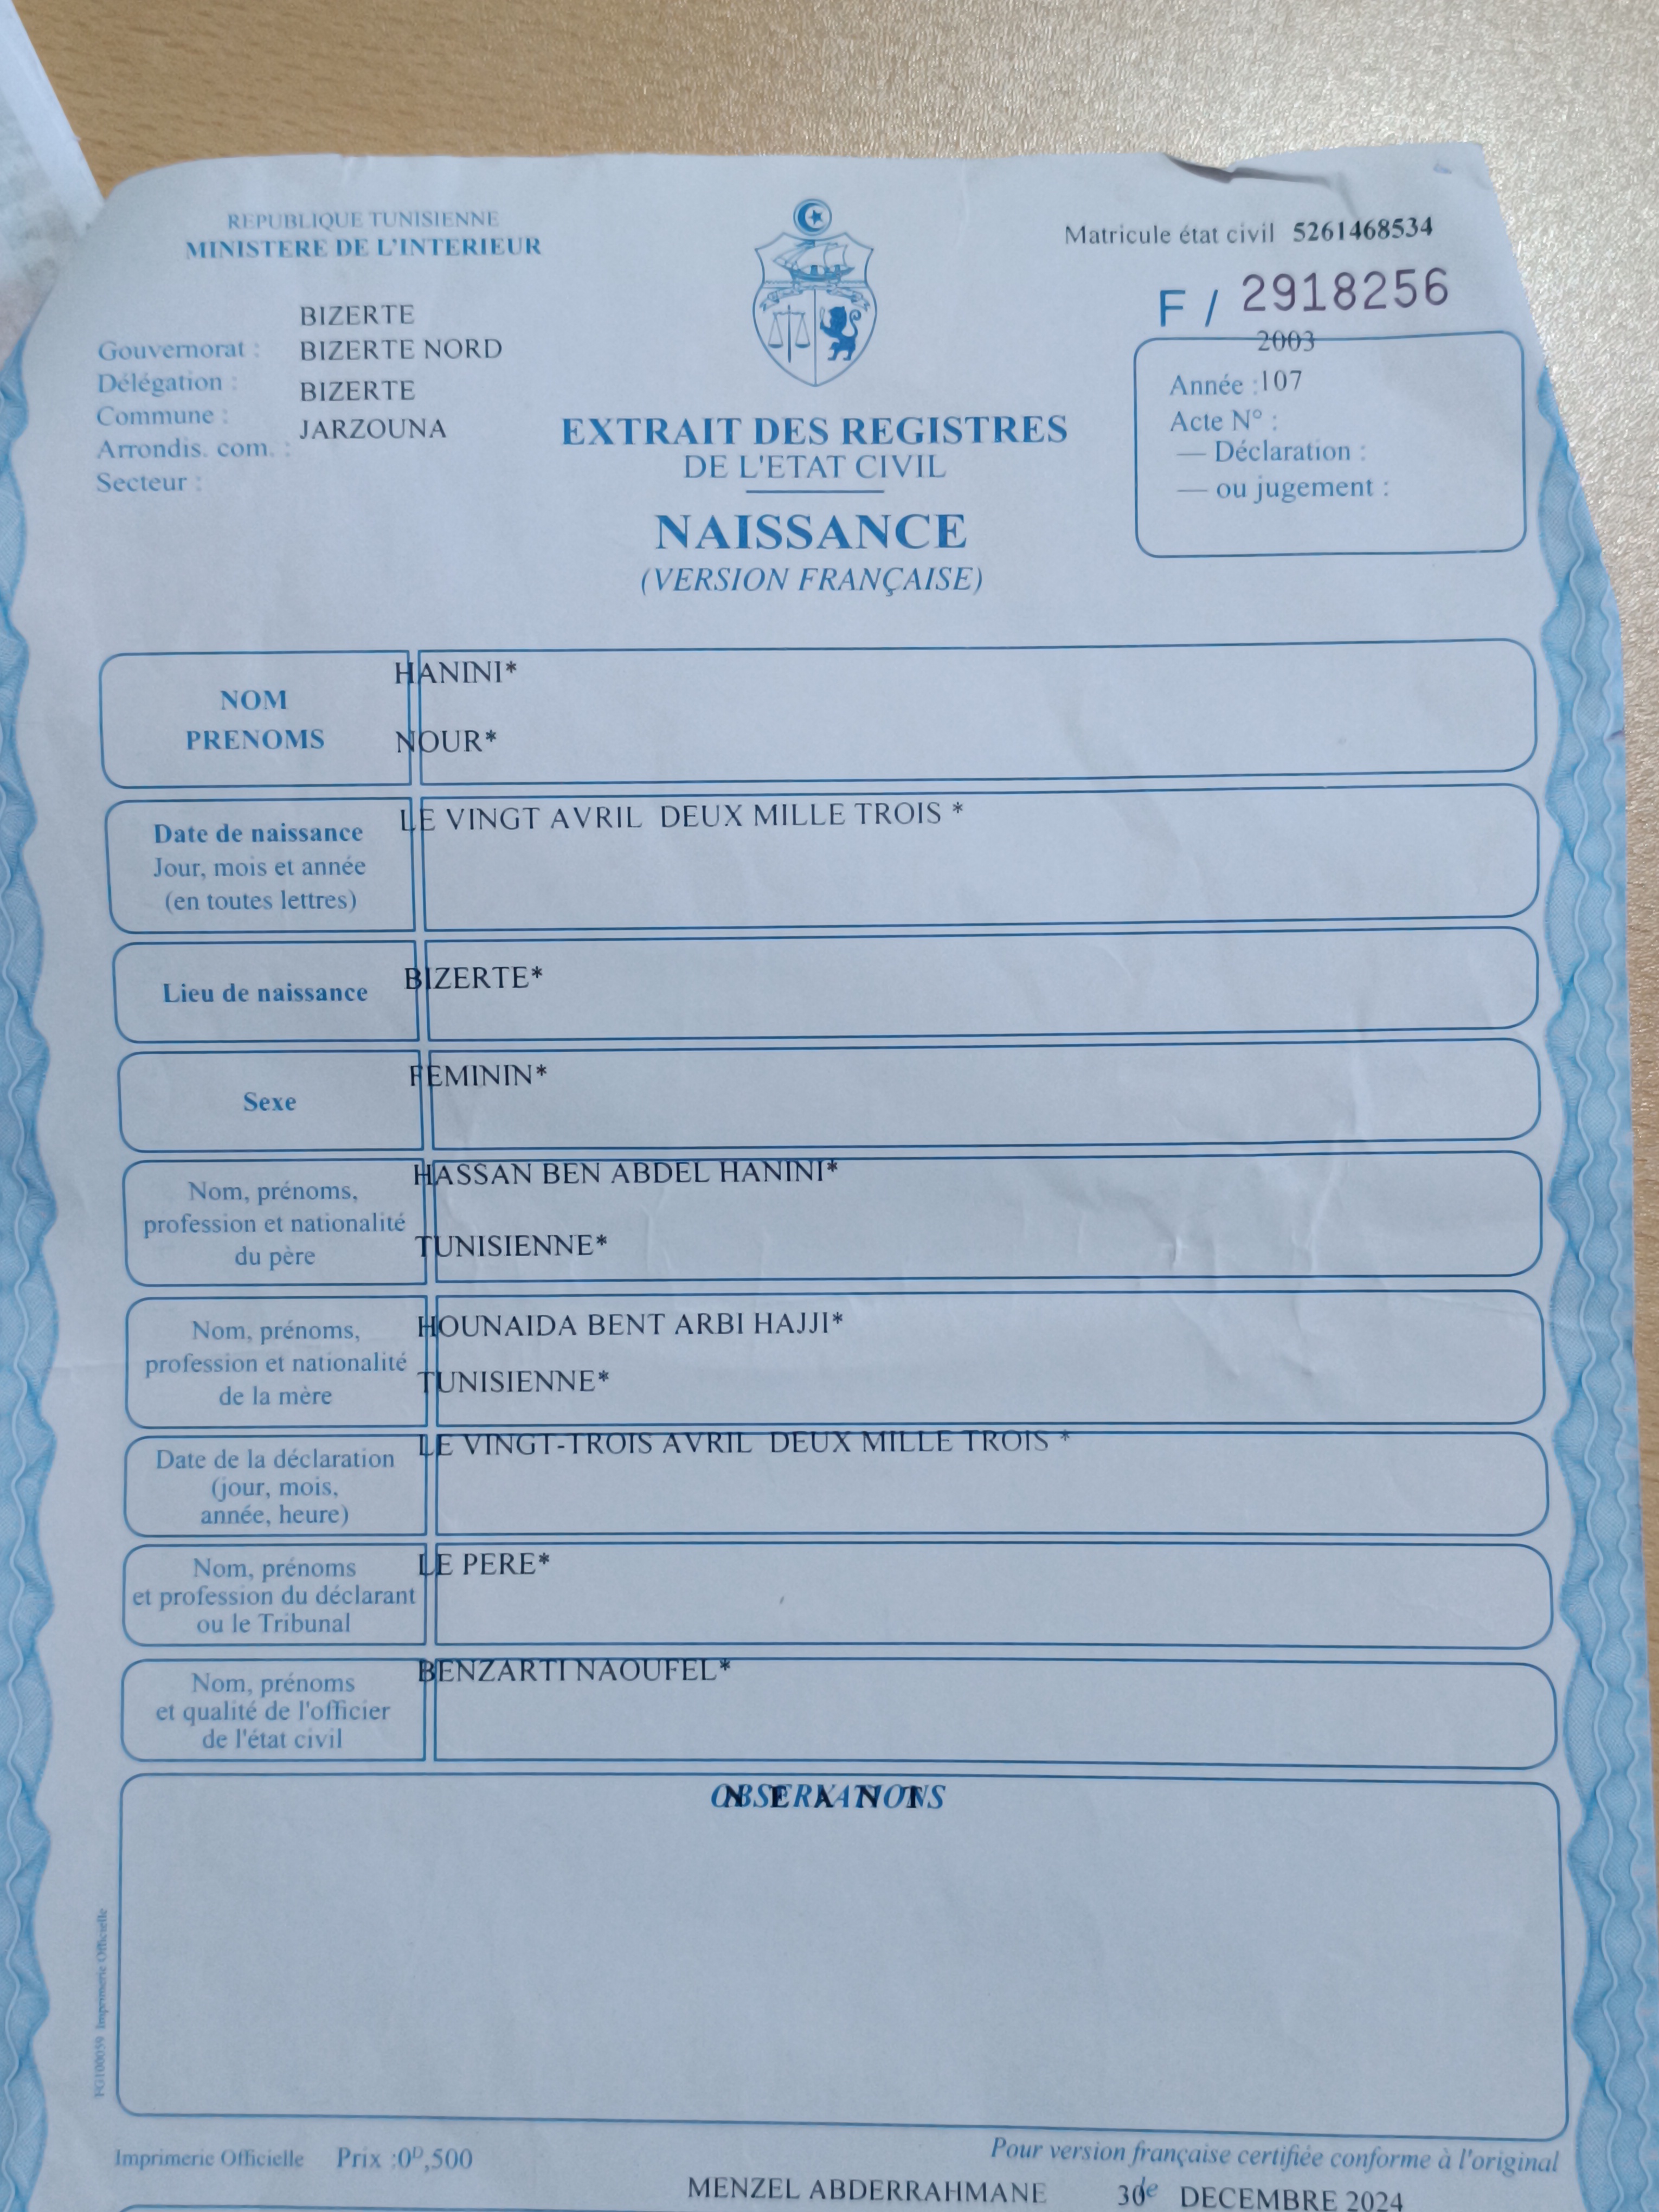 REPUBLIQUE TUNISIENNE
MINISTERE DE L'INTERIEUR
Matricule état civil 5261468534
F / 2918256
BIZERTE
Gouvernorat : BIZERTE NORD
Délégation : BIZERTE
Commune : JARZOUNA
Arrondis. com. :
Secteur :
2003
Année : 107
Acte N° :
— Déclaration :
— ou jugement :
EXTRAIT DES REGISTRES
DE L'ETAT CIVIL
NAISSANCE
(VERSION FRANÇAISE)
NOM HANINI*
PRENOMS NOUR*
Date de naissance LE VINGT AVRIL DEUX MILLE TROIS *
Jour, mois et année
(en toutes lettres)
Lieu de naissance BIZERTE*
Sexe FEMININ*
Nom, prénoms, HASSAN BEN ABDEL HANINI*
profession et nationalité
du père TUNISIENNE*
Nom, prénoms, HOUNAIDA BENT ARBI HAJJI*
profession et nationalité
de la mère TUNISIENNE*
Date de la déclaration LE VINGT-TROIS AVRIL DEUX MILLE TROIS *
(jour, mois,
année, heure)
Nom, prénoms LE PERE*
et profession du déclarant
ou le Tribunal
Nom, prénoms BENZARTI NAOUFEL*
et qualité de l'officier
de l'état civil
OBSERVATIONS
N E A N T
FG100059 Imprimerie Officielle
Imprimerie Officielle Prix :0ᴰ,500
Pour version française certifiée conforme à l'original
MENZEL ABDERRAHMANE 30 le DECEMBRE 2024